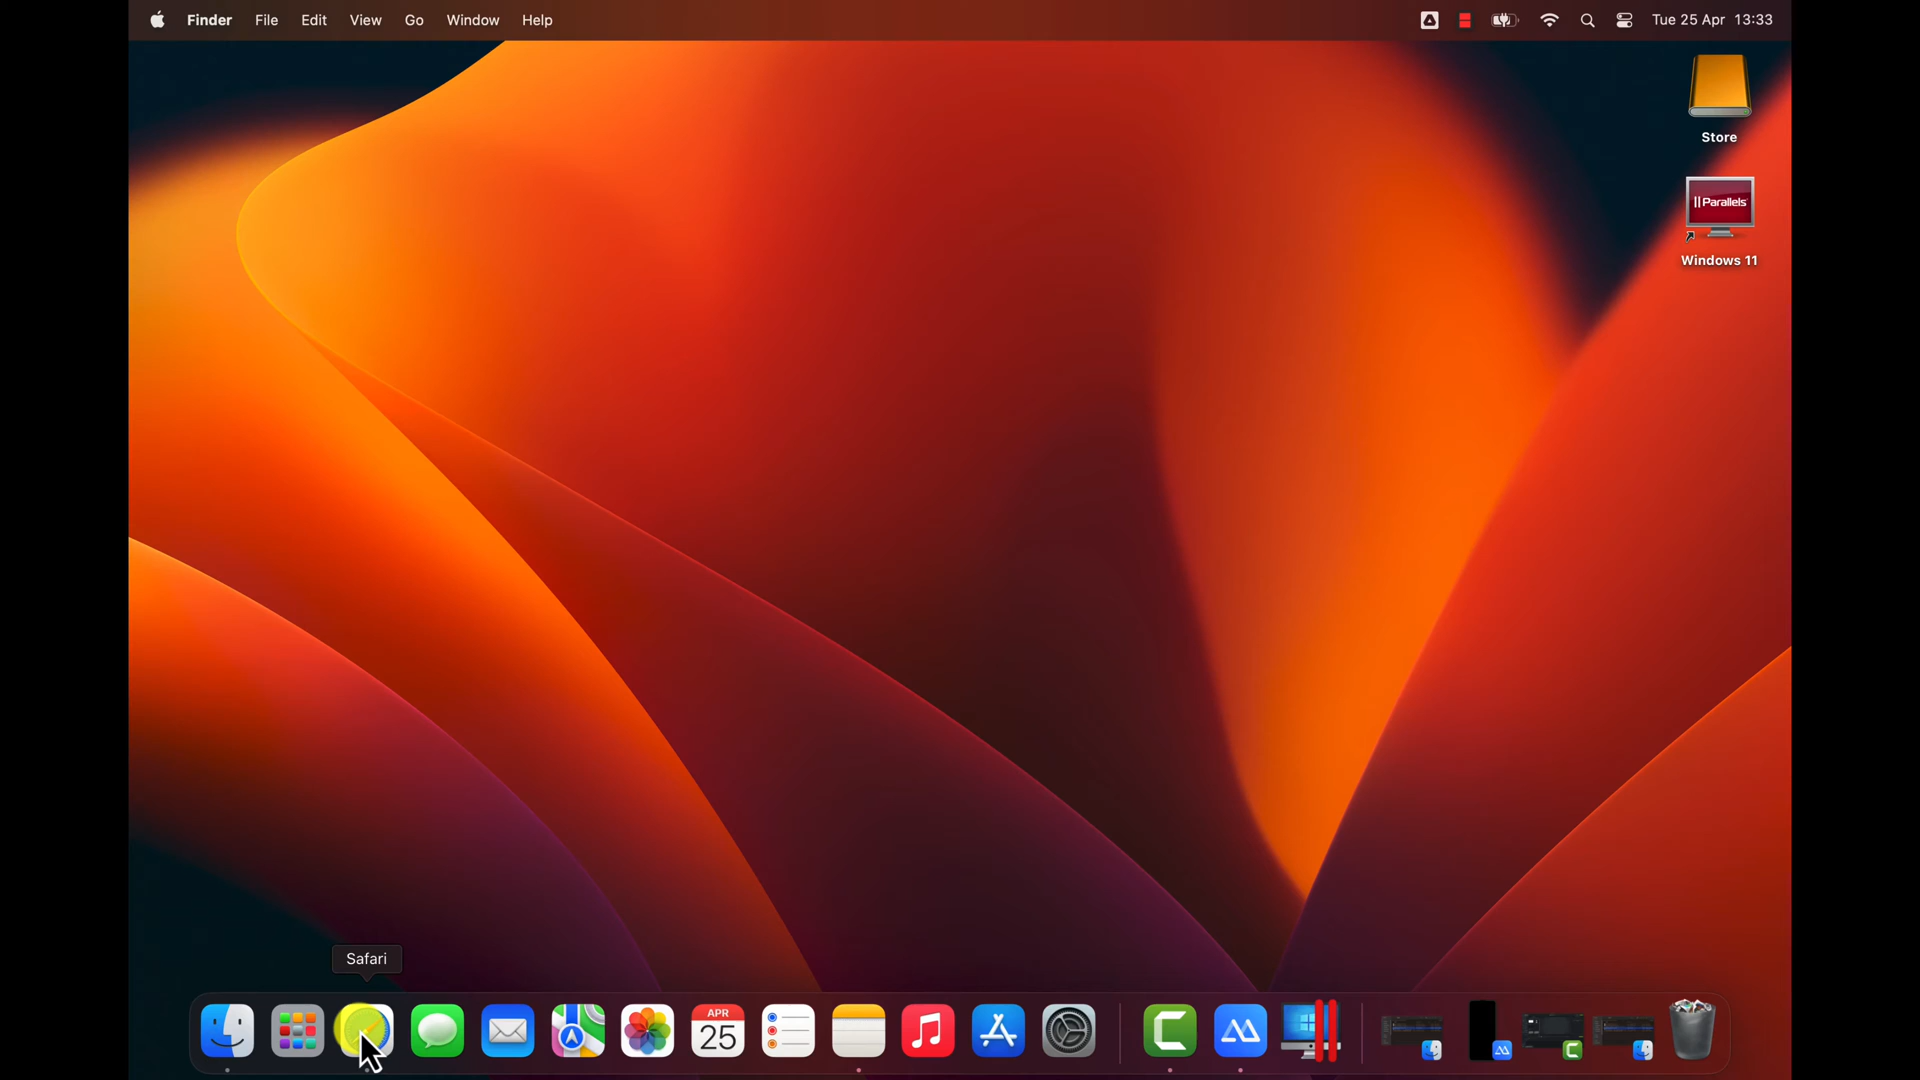 Finder File Edit View Go Window Help Tue 25 Apr 13:33
Store
Parallels
Windows 11
Safari
APR
25